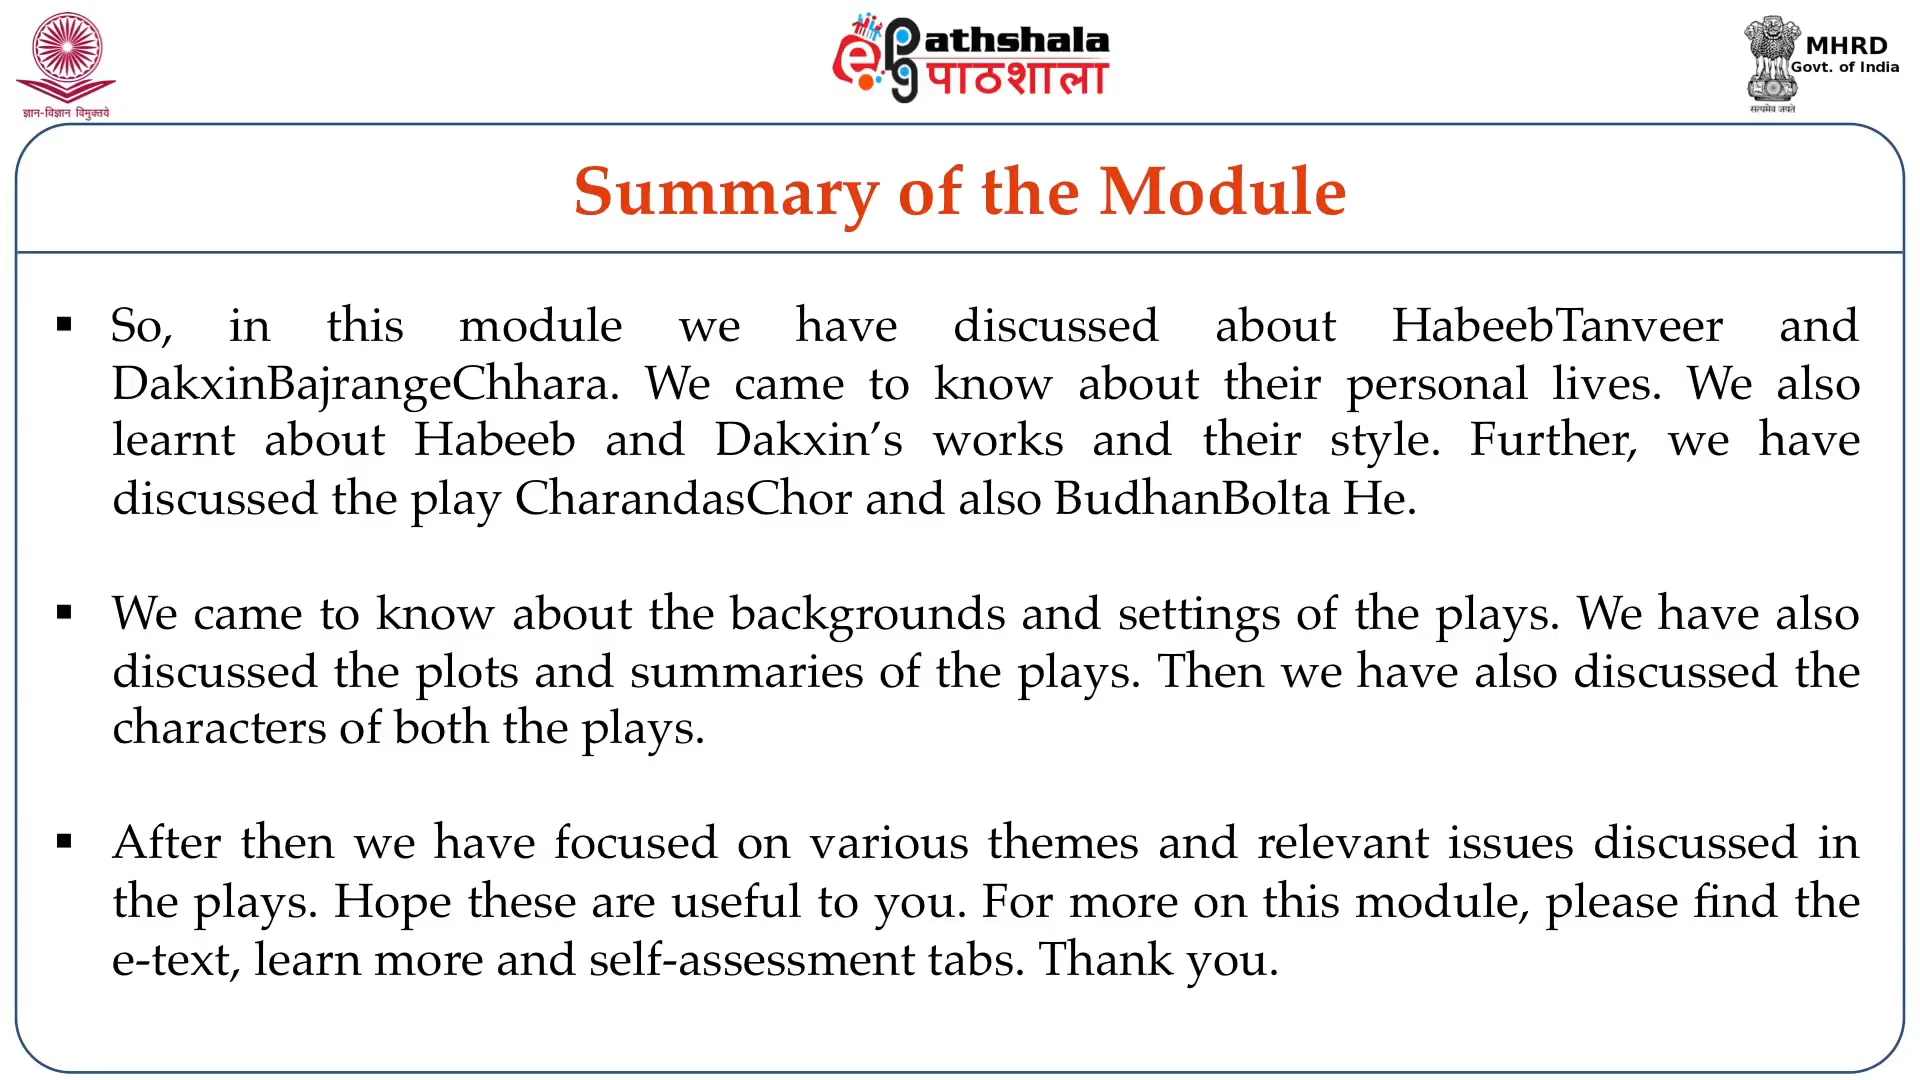 ज्ञान-विज्ञान विमुक्तये
e PG athshala
पाठशाला
MHRD
Govt. of India
सत्यमेव जयते
Summary of the Module
▪ So, in this module we have discussed about HabeebTanveer and
DakxinBajrangeChhara. We came to know about their personal lives. We also
learnt about Habeeb and Dakxin’s works and their style. Further, we have
discussed the play CharandasChor and also BudhanBolta He.
▪ We came to know about the backgrounds and settings of the plays. We have also
discussed the plots and summaries of the plays. Then we have also discussed the
characters of both the plays.
▪ After then we have focused on various themes and relevant issues discussed in
the plays. Hope these are useful to you. For more on this module, please find the
e-text, learn more and self-assessment tabs. Thank you.